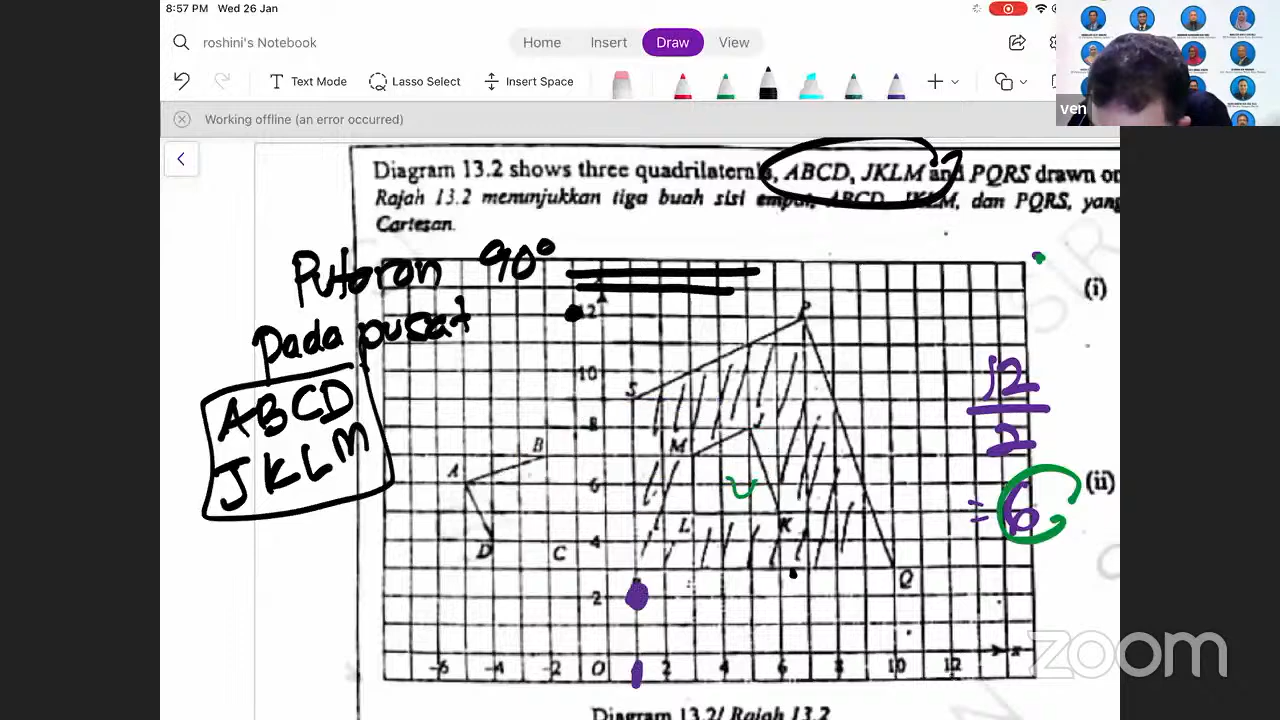 8:57 PM Wed 26 Jan
roshini's Notebook
Home Insert Draw View
Text Mode Lasso Select Insert Space
Working offline (an error occurred)
ven
Diagram 13.2 shows three quadrilaterals, ABCD, JKLM and PQRS drawn on
Rajah 13.2 menunjukkan tiga buah sisi empat, ABCD, JKLM, dan PQRS, yang
Cartesan.
Putaran 90°
pada pusat
ABCD
JKLM
(i)
(ii)
12
2
= 6
12
10
8
6
4
2
S
M J
B
A
L K
D C
Q
-6 -4 -2 O 1 4 6 8 10 12 x
zoom
Diagram 13.2/ Rajah 13.2